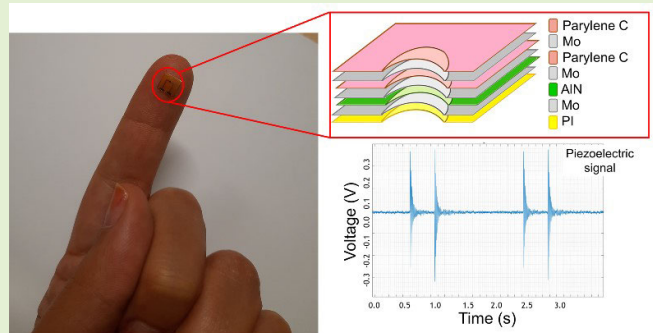 Parylene C
Mo
Parylene C
Mo
AlN
Mo
PI
Piezoelectric
signal
Voltage (V)
0.3
0.2
0.1
0.0
-0.1
-0.2
-0.3
0.0 0.5 1.0 1.5 2.0 2.5 3.0
Time (s)